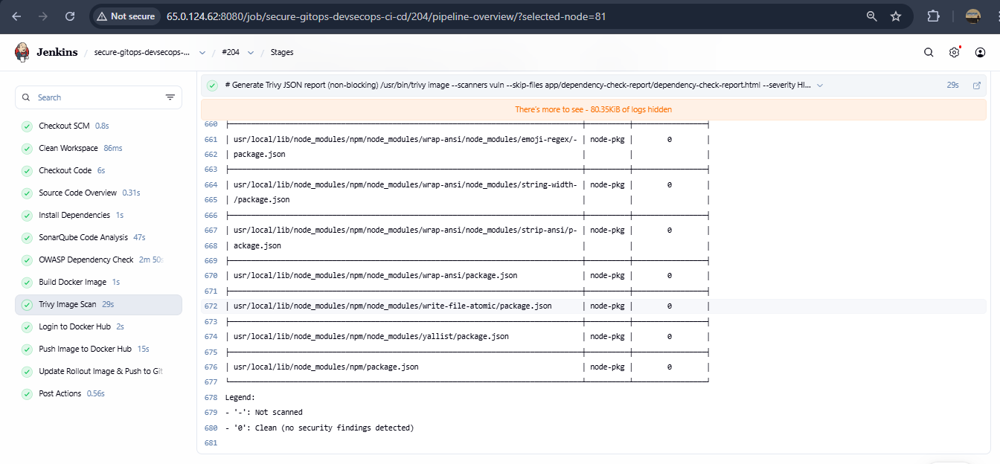 Not secure 65.0.124.62:8080/job/secure-gitops-devsecops-ci-cd/204/pipeline-overview/?selected-node=81
Jenkins / secure-gitops-devsecops-... / #204 / Stages
Search
Checkout SCM 0.8s
Clean Workspace 86ms
Checkout Code 6s
Source Code Overview 0.31s
Install Dependencies 1s
SonarQube Code Analysis 47s
OWASP Dependency Check 2m 50s
Build Docker Image 1s
Trivy Image Scan 29s
Login to Docker Hub 2s
Push Image to Docker Hub 15s
Update Rollout Image & Push to Git
Post Actions 0.56s
# Generate Trivy JSON report (non-blocking) /usr/bin/trivy image --scanners vuln --skip-files app/dependency-check-report/dependency-check-report.html --severity HI... 29s
There's more to see - 80.35KiB of logs hidden
660
661 | usr/local/lib/node_modules/npm/node_modules/wrap-ansi/node_modules/emoji-regex/- | node-pkg | 0 |
662 | package.json | | |
663
664 | usr/local/lib/node_modules/npm/node_modules/wrap-ansi/node_modules/string-width- | node-pkg | 0 |
665 | /package.json | | |
666
667 | usr/local/lib/node_modules/npm/node_modules/wrap-ansi/node_modules/strip-ansi/p- | node-pkg | 0 |
668 | ackage.json | | |
669
670 | usr/local/lib/node_modules/npm/node_modules/wrap-ansi/package.json | node-pkg | 0 |
671
672 | usr/local/lib/node_modules/npm/node_modules/write-file-atomic/package.json | node-pkg | 0 |
673
674 | usr/local/lib/node_modules/npm/node_modules/yallist/package.json | node-pkg | 0 |
675
676 | usr/local/lib/node_modules/npm/package.json | node-pkg | 0 |
677
678 Legend:
679 - '-': Not scanned
680 - '0': Clean (no security findings detected)
681